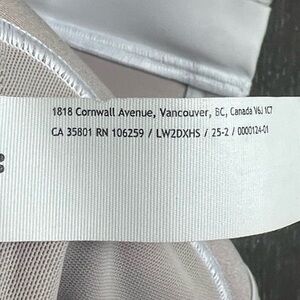 1818 Cornwall Avenue, Vancouver, BC, Canada V6J 1C7
CA 35801 RN 106259 / LW2DXHS / 25-2 / 0000124-01